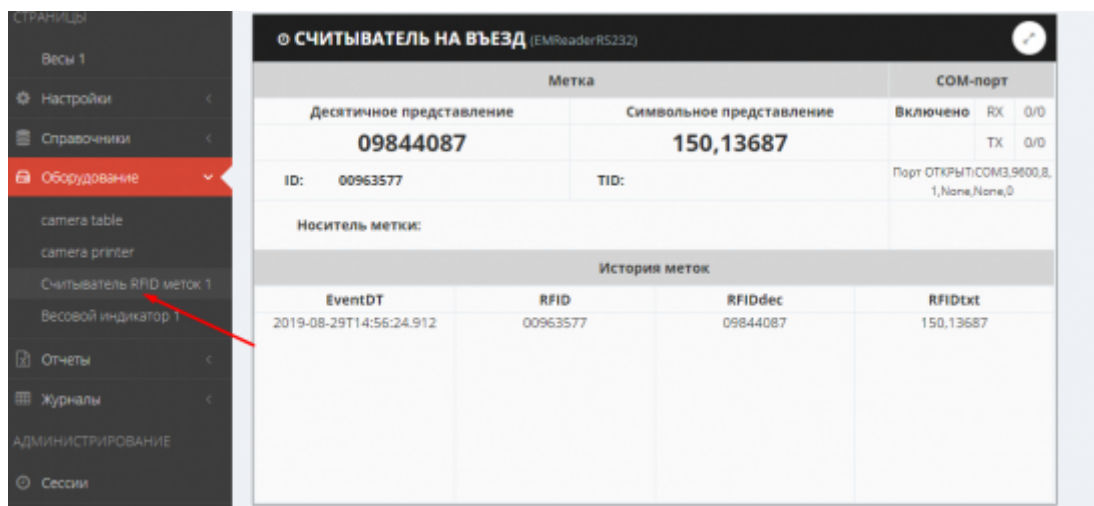 СТРАНИЦЫ
Весы 1
Настройки
Справочники
Оборудование
camera table
camera printer
Считыватель RFID меток 1
Весовой индикатор 1
Отчеты
Журналы
АДМИНИСТРИРОВАНИЕ
Сессии
СЧИТЫВАТЕЛЬ НА ВЪЕЗД (EMReaderRS232)
Метка COM-порт
Десятичное представление Символьное представление Включено RX 0/0
09844087 150,13687 TX 0/0
ID: 00963577 TID: Порт ОТКРЫТ:COM3,9600,8,
1,None,None,0
Носитель метки:
История меток
EventDT RFID RFIDdec RFIDtxt
2019-08-29T14:56:24.912 00963577 09844087 150,13687